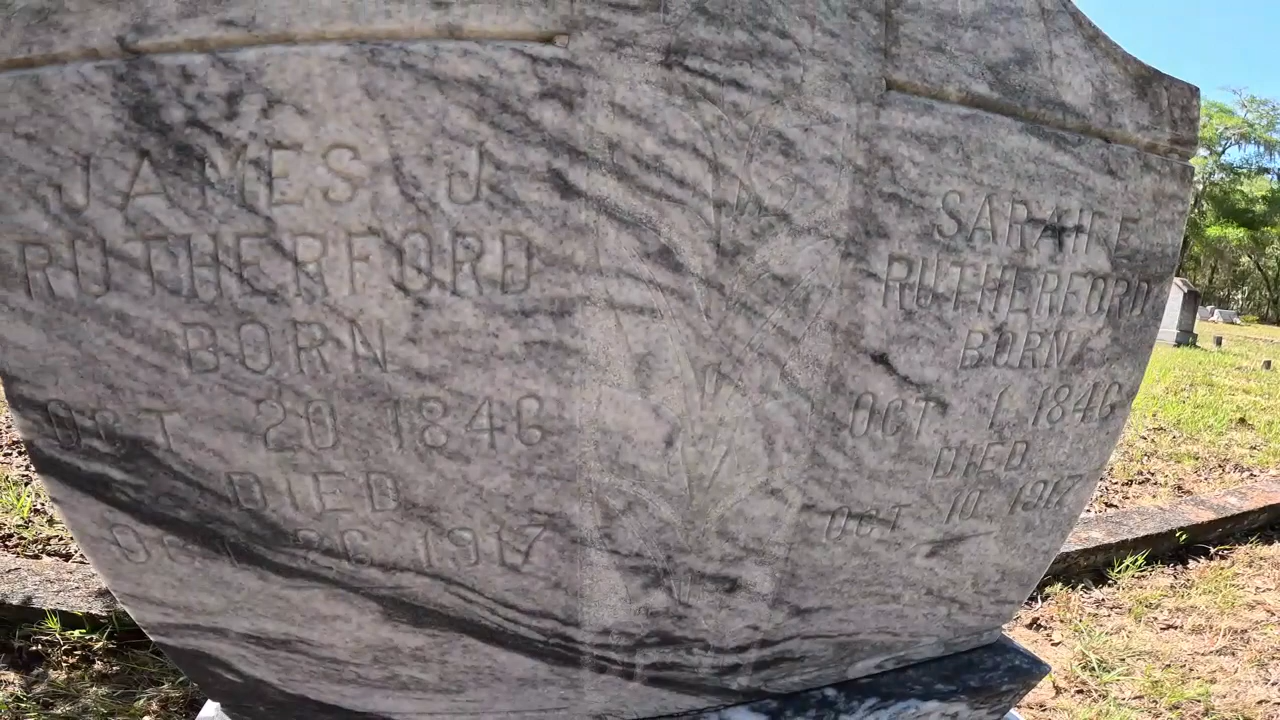 JAMES J
RUTHERFORD
BORN
OCT 20 1846
DIED
OCT 26 1917
SARAH E
RUTHERFORD
BORN
OCT 1, 1846
DIED
OCT 10, 1917